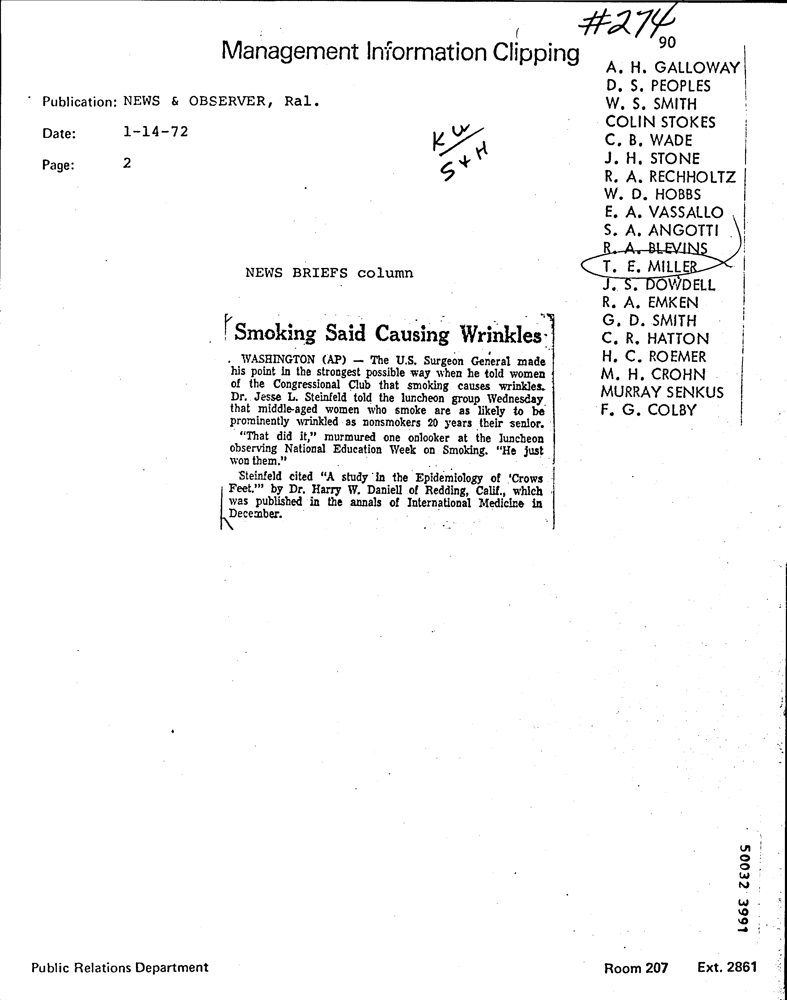 #274
90
Management Information Clipping
Publication: NEWS & OBSERVER, Ral.
Date: 1-14-72
Page: 2
KW
S+H
A. H. GALLOWAY
D. S. PEOPLES
W. S. SMITH
COLIN STOKES
C. B. WADE
J. H. STONE
R. A. RECHHOLTZ
W. D. HOBBS
E. A. VASSALLO
S. A. ANGOTTI
R. A. BLEVINS
T. E. MILLER
J. S. DOWDELL
R. A. EMKEN
G. D. SMITH
C. R. HATTON
H. C. ROEMER
M. H. CROHN
MURRAY SENKUS
F. G. COLBY
NEWS BRIEFS column
Smoking Said Causing Wrinkles
WASHINGTON (AP) — The U.S. Surgeon General made
his point in the strongest possible way when he told women
of the Congressional Club that smoking causes wrinkles.
Dr. Jesse L. Steinfeld told the luncheon group Wednesday
that middle-aged women who smoke are as likely to be
prominently wrinkled as nonsmokers 20 years their senior.
"That did it," murmured one onlooker at the luncheon
observing National Education Week on Smoking. "He just
won them."
Steinfeld cited "A study in the Epidemiology of 'Crows
Feet,'" by Dr. Harry W. Daniell of Redding, Calif., which
was published in the annals of International Medicine in
December.
50032 3991
Public Relations Department
Room 207 Ext. 2861